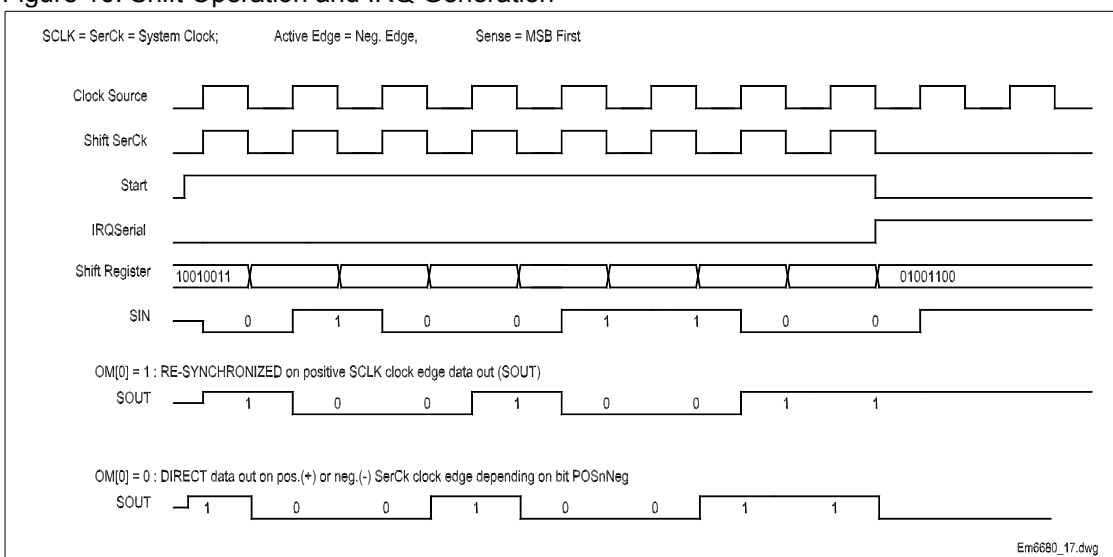 Figure 16. Shift Operation and IRQ Generation
SCLK = SerCk = System Clock; Active Edge = Neg. Edge, Sense = MSB First
Clock Source
Shift SerCk
Start
IRQSerial
Shift Register 10010011 01001100
SIN 0 1 0 0 1 1 0 0
OM[0] = 1 : RE-SYNCHRONIZED on positive SCLK clock edge data out (SOUT)
SOUT 1 0 0 1 0 0 1 1
OM[0] = 0 : DIRECT data out on pos.(+) or neg.(-) SerCk clock edge depending on bit POSnNeg
SOUT 1 0 0 1 0 0 1 1
Em6680_17.dwg